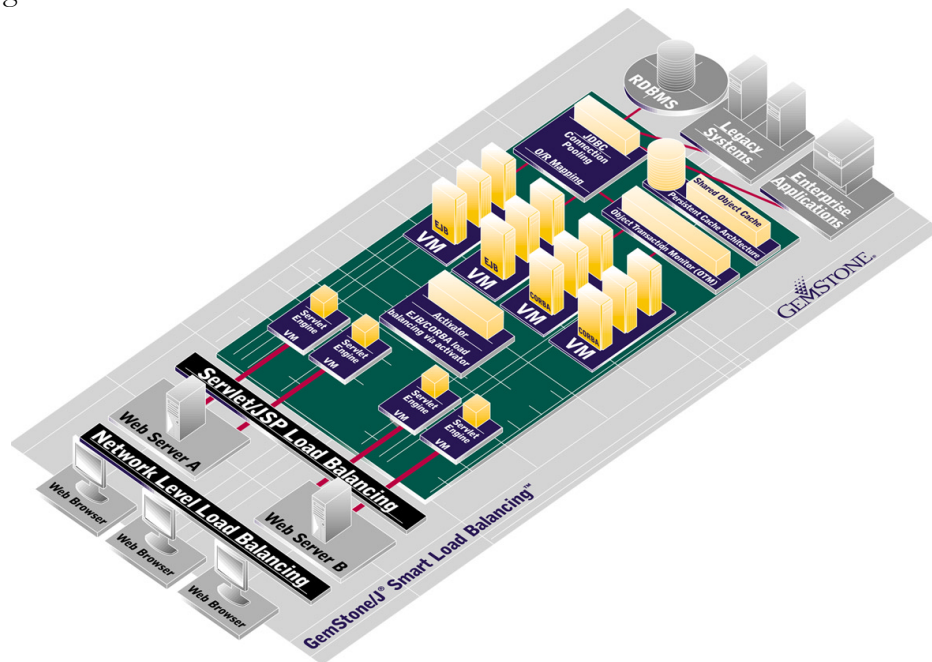 g
RDBMS
Legacy
Systems
Enterprise
Applications
JDBC
Connection
Pooling
O/R Mapping
Shared Object Cache
Persistent Cache Architecture
Object Transaction Monitor (OTM)
EJB
VM
EJB
VM
CORBA
VM
CORBA
VM
GEMSTONE
Activator
EJB/CORBA load
balancing via activator
Servlet
Engine
VM
Servlet
Engine
VM
Servlet
Engine
VM
Servlet
Engine
VM
Servlet/JSP Load Balancing
Web Server A
Web Server B
Network Level Load Balancing
Web Browser
Web Browser
Web Browser
GemStone/J® Smart Load Balancing™